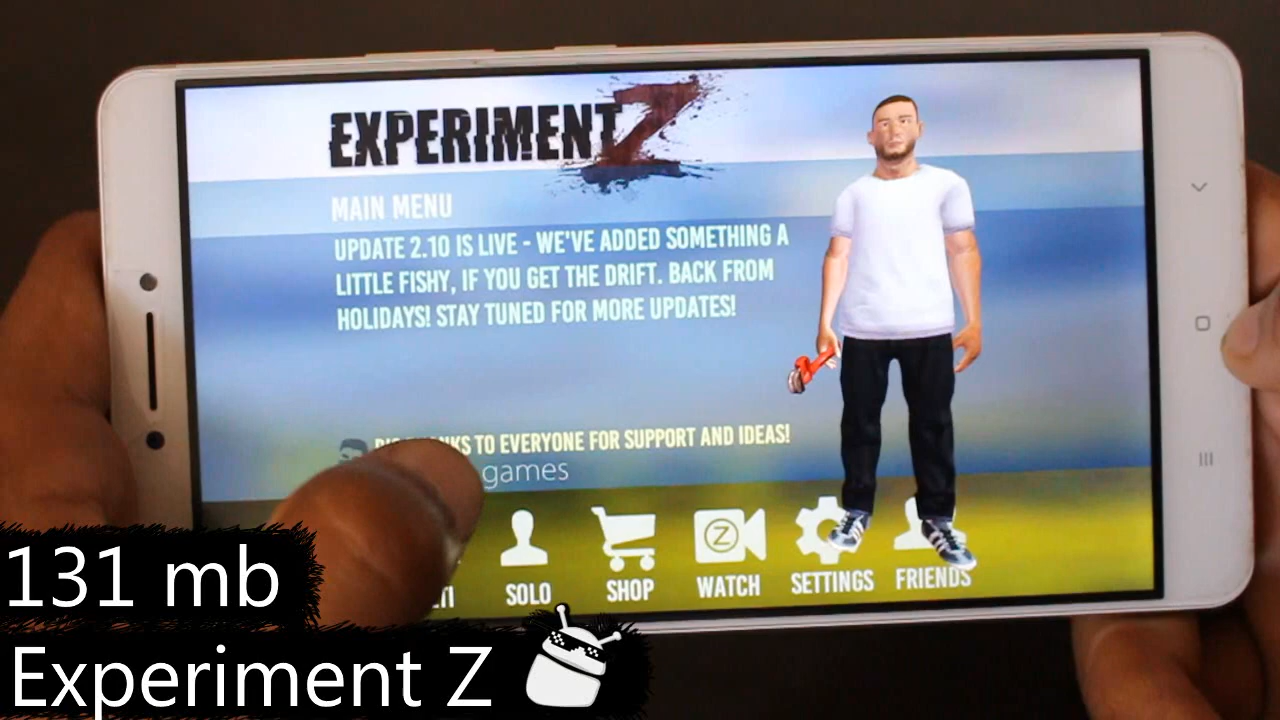 EXPERIMENT Z
MAIN MENU
UPDATE 2.10 IS LIVE - WE'VE ADDED SOMETHING A
LITTLE FISHY, IF YOU GET THE DRIFT. BACK FROM
HOLIDAYS! STAY TUNED FOR MORE UPDATES!
TO EVERYONE FOR SUPPORT AND IDEAS!
games
SOLO
SHOP
Z
WATCH
SETTINGS
FRIENDS
131 mb
Experiment Z